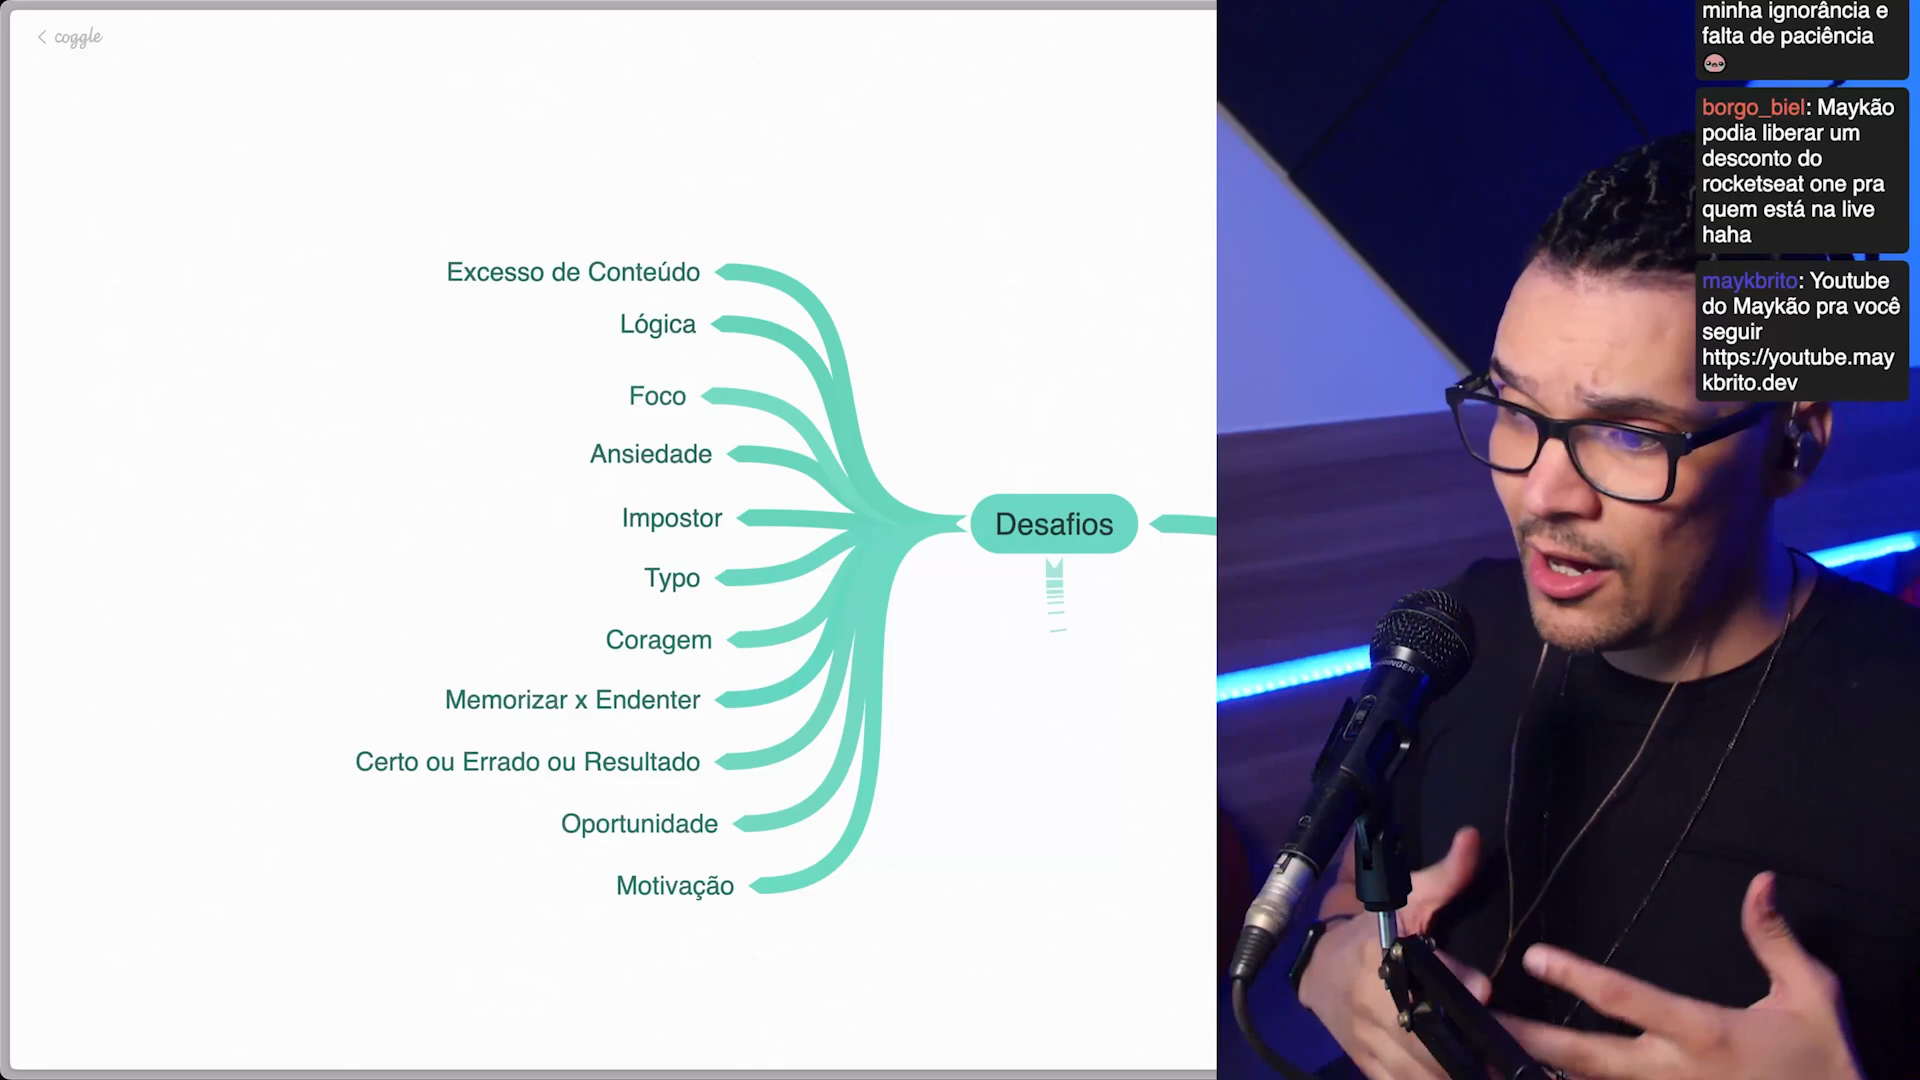 coggle
Excesso de Conteúdo
Lógica
Foco
Ansiedade
Impostor
Typo
Coragem
Memorizar x Endenter
Certo ou Errado ou Resultado
Oportunidade
Motivação
Desafios
minha ignorância e
falta de paciência
borgo_biel: Maykão
podia liberar um
desconto do
rocketseat one pra
quem está na live
haha
maykbrito: Youtube
do Maykão pra você
seguir
https://youtube.may
kbrito.dev